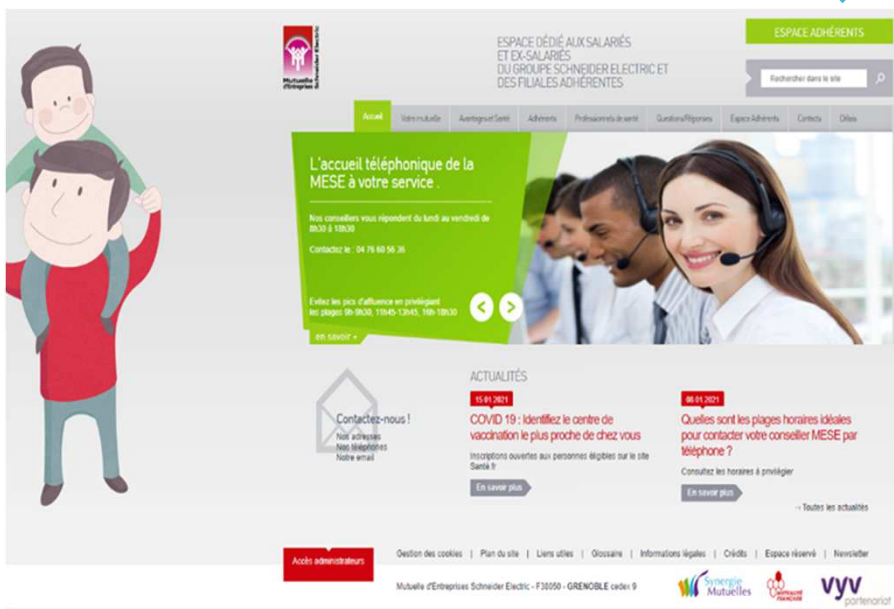 Mutuelle
d'Entreprises
Schneider Electric
ESPACE DÉDIÉ AUX SALARIÉS
ET EX-SALARIÉS
DU GROUPE SCHNEIDER ELECTRIC ET
DES FILIALES ADHÉRENTES
ESPACE ADHÉRENTS
Rechercher dans le site
Accueil Votre mutuelle Avantages et Santé Adhérents Professionnels de santé Questions/Réponses Espace Adhérents Contacts Délais
L'accueil téléphonique de la
MESE à votre service .
Nos conseillers vous répondent du lundi au vendredi de
8h30 à 18h30
Contactez le : 04 76 60 56 36
Evitez les pics d'affluence en privilégiant
les plages 9h-9h30, 11h45-13h45, 16h-18h30
en savoir +
Contactez-nous !
Nos adresses
Nos téléphones
Notre email
ACTUALITÉS
15.01.2021
COVID 19 : Identifiez le centre de
vaccination le plus proche de chez vous
Inscriptions ouvertes aux personnes éligibles sur le site
Santé.fr
En savoir plus
06.01.2021
Quelles sont les plages horaires idéales
pour contacter votre conseiller MESE par
téléphone ?
Consultez les horaires à privilégier
En savoir plus
→ Toutes les actualités
Accès administrateurs
Gestion des cookies | Plan du site | Liens utiles | Glossaire | Informations légales | Crédits | Espace réservé | Newsletter
Mutuelle d'Entreprises Schneider Electric - F38050 - GRENOBLE cedex 9
Synergie
Mutuelles
MUTUALITÉ
FRANÇAISE
vyv
partenariat